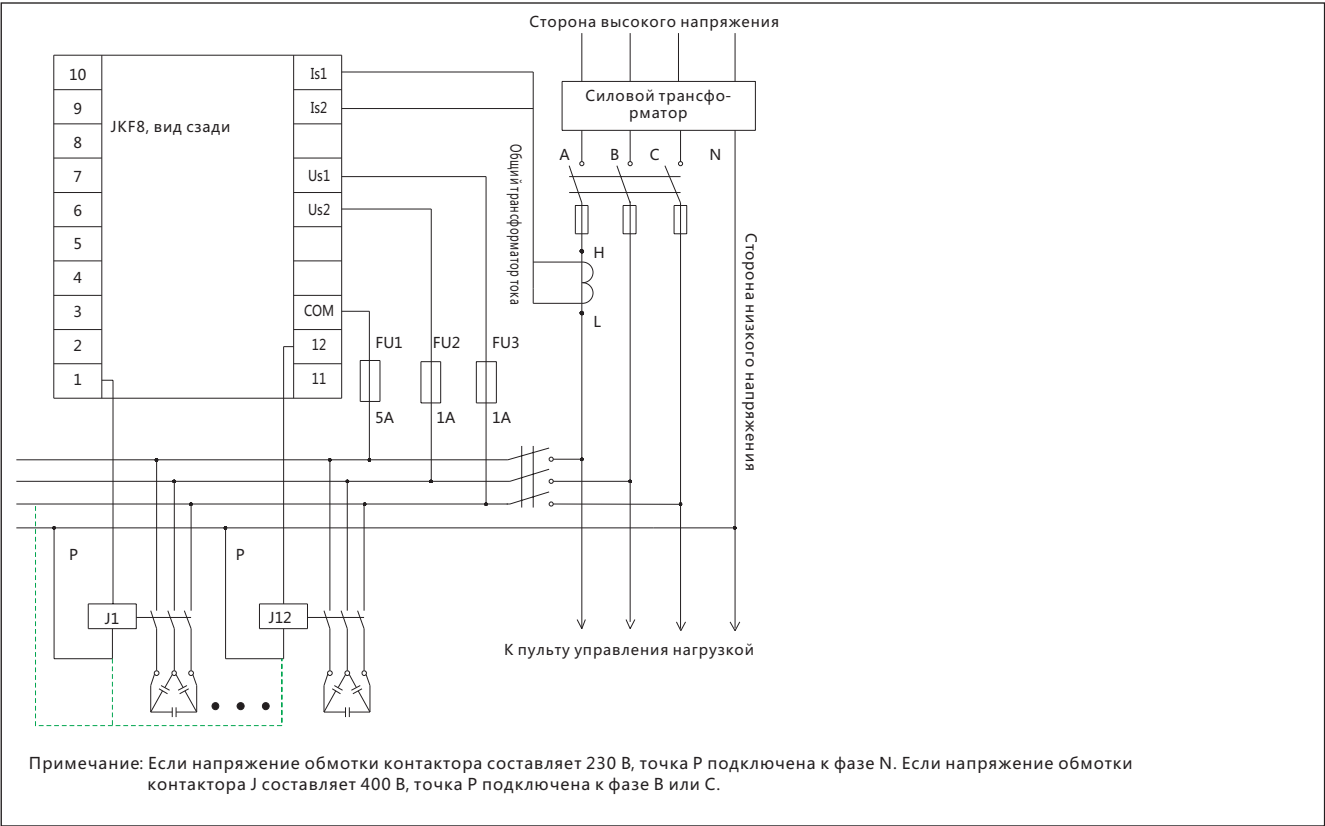 Сторона высокого напряжения
10
9
8
7
6
5
4
3
2
1
JKF8, вид сзади
Is1
Is2
Us1
Us2
COM
12
11
Силовой трансфо-
рматор
A
B
C
N
Общий трансформатор тока
H
L
Сторона низкого напряжения
FU1
FU2
FU3
5A
1A
1A
P
P
J1
J12
К пульту управления нагрузкой
Примечание: Если напряжение обмотки контактора составляет 230 В, точка P подключена к фазе N. Если напряжение обмотки
контактора J составляет 400 В, точка P подключена к фазе B или C.